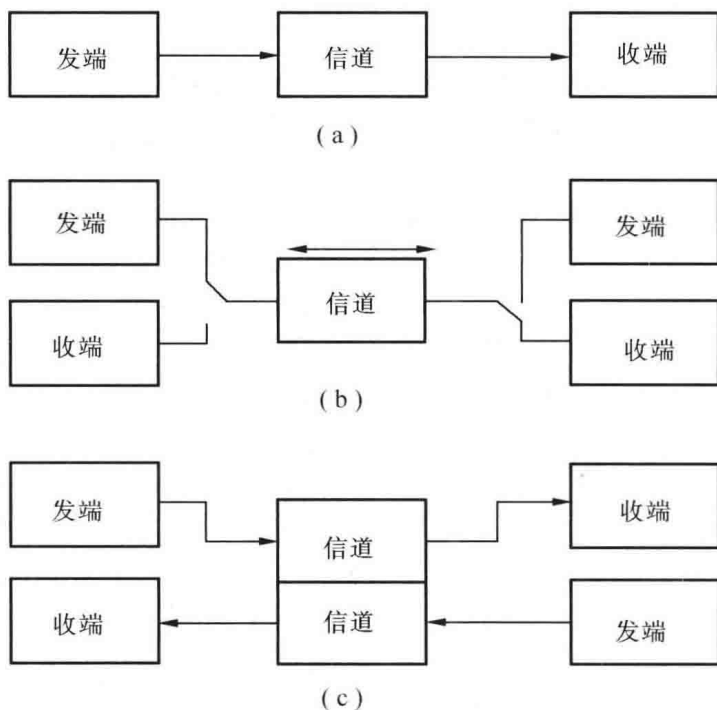 发端 信道 收端
(a)
发端 发端
信道
收端 收端
(b)
发端 收端
信道
收端 信道 发端
(c)